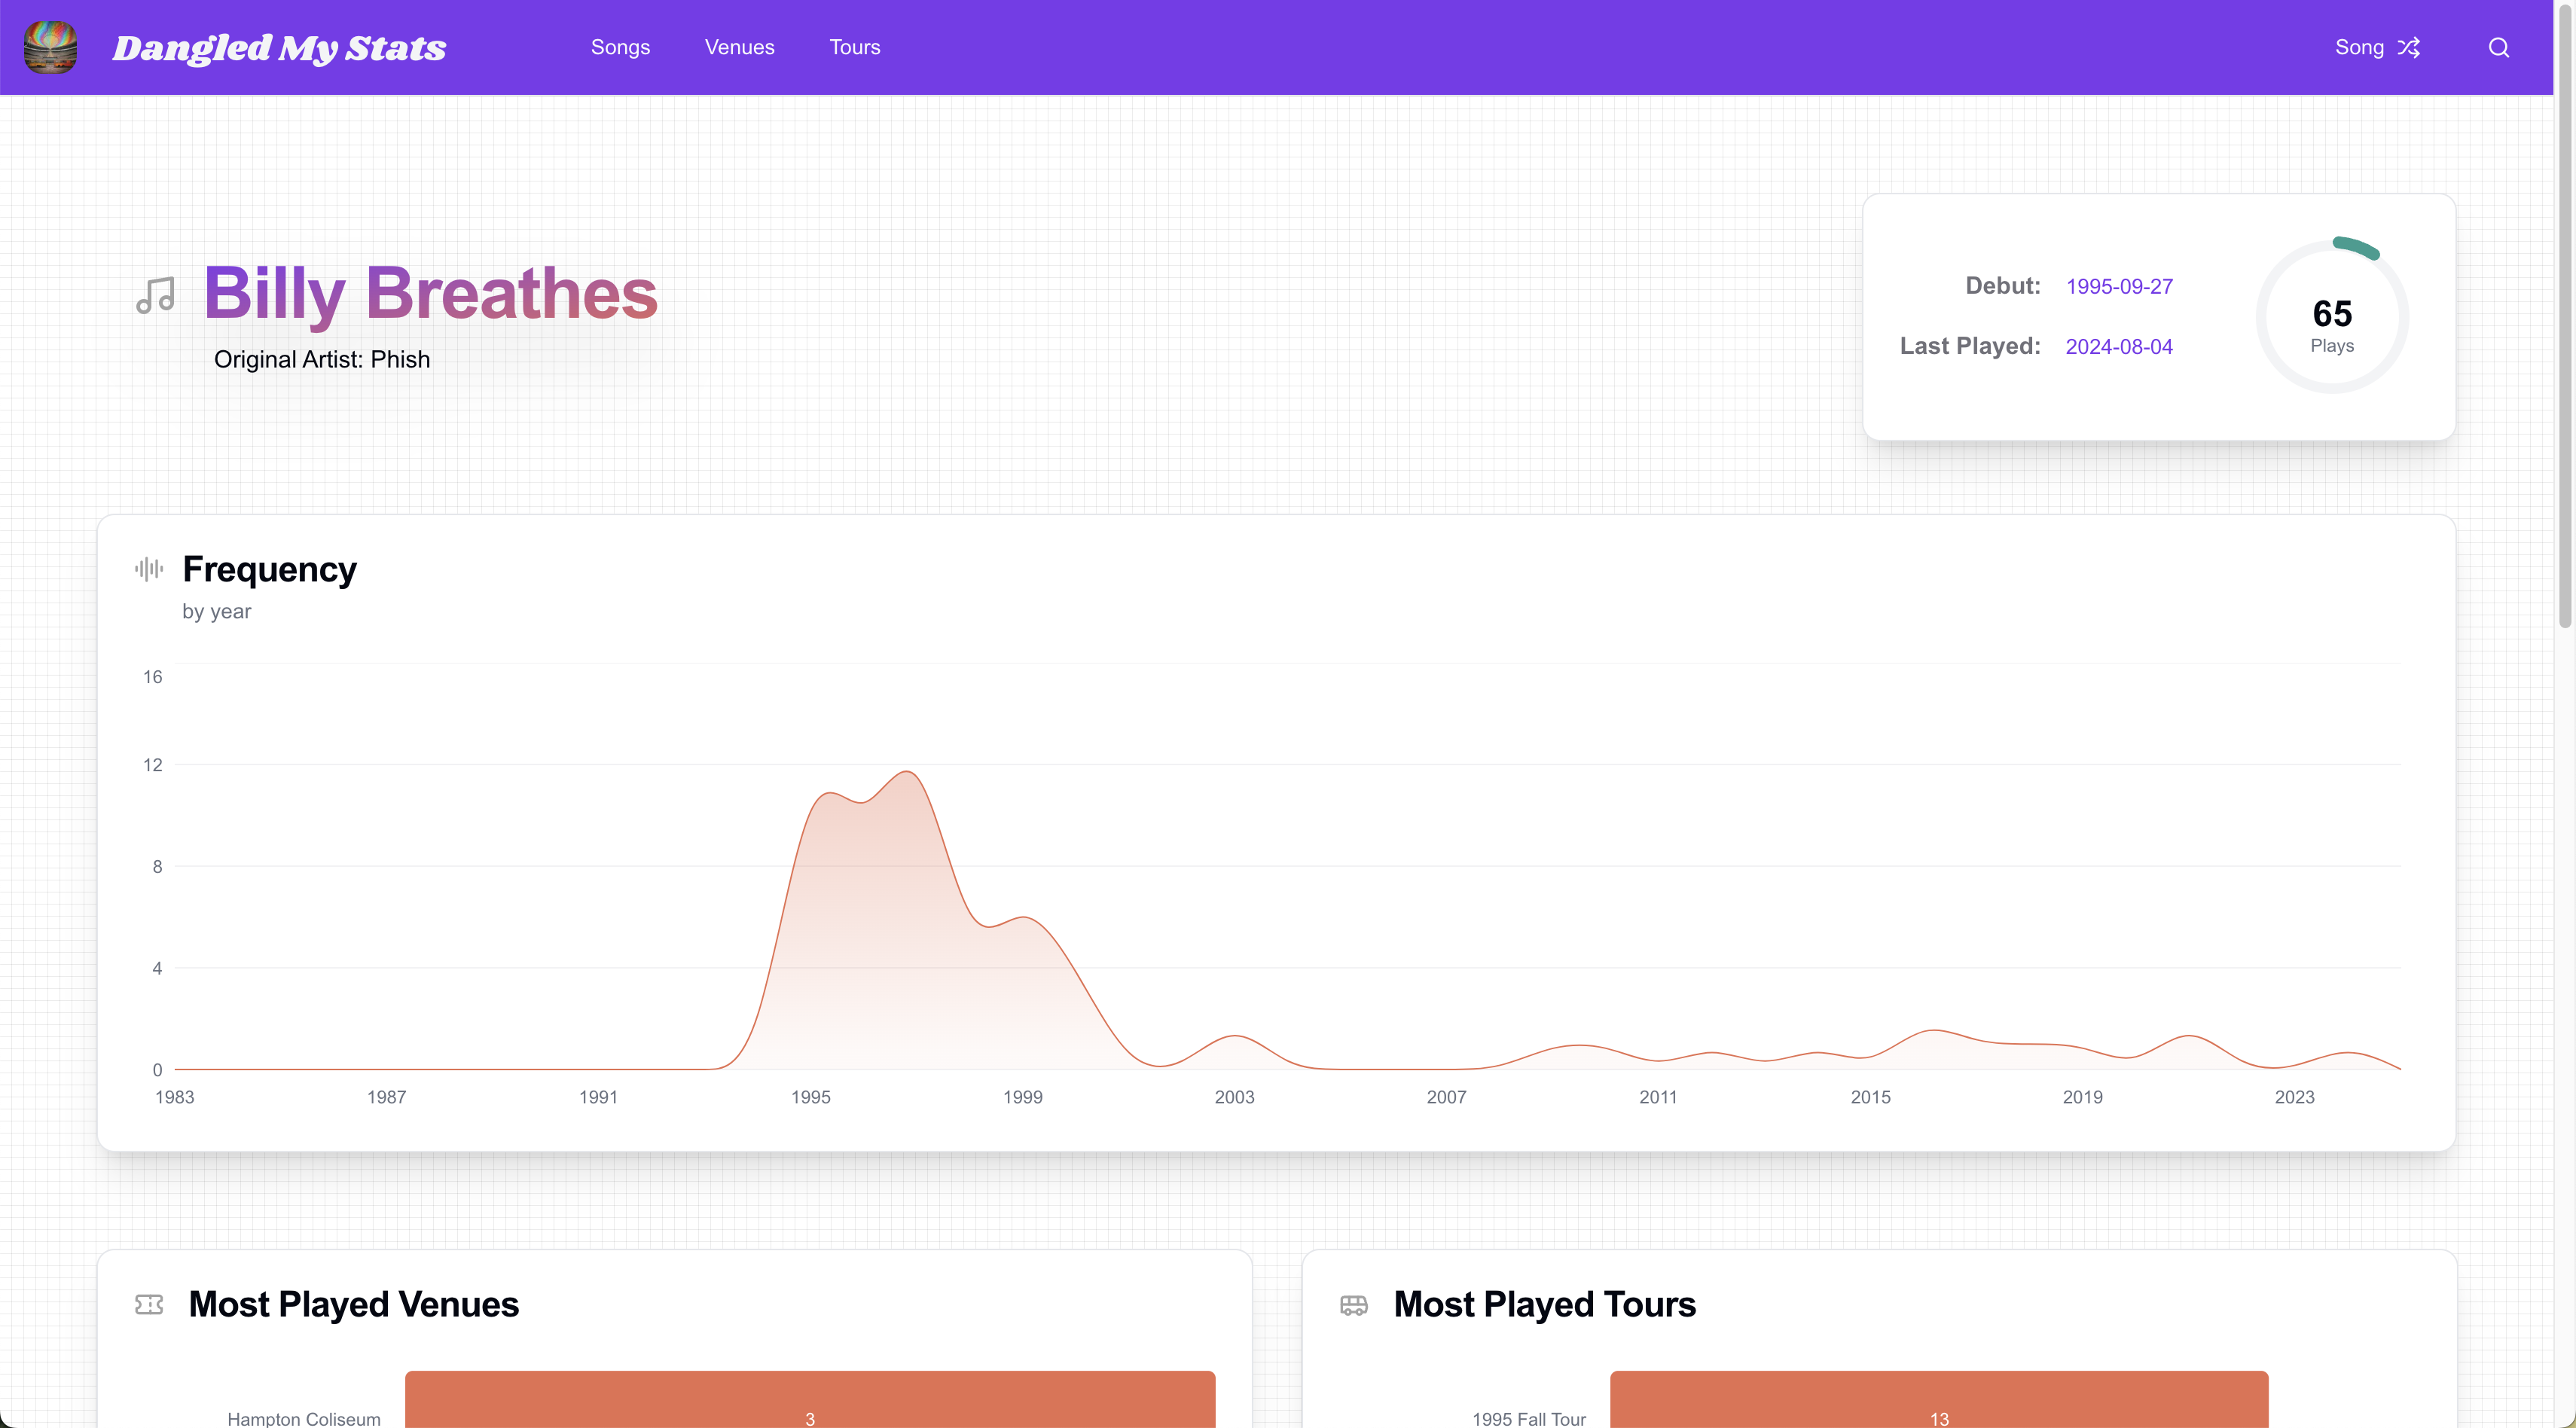 Dangled My Stats
Songs
Venues
Tours
Song
Billy Breathes
Original Artist: Phish
Debut: 1995-09-27
Last Played: 2024-08-04
65
Plays
Frequency
by year
16
12
8
4
0
1983 1987 1991 1995 1999 2003 2007 2011 2015 2019 2023
Most Played Venues
Hampton Coliseum 3
Most Played Tours
1995 Fall Tour 13